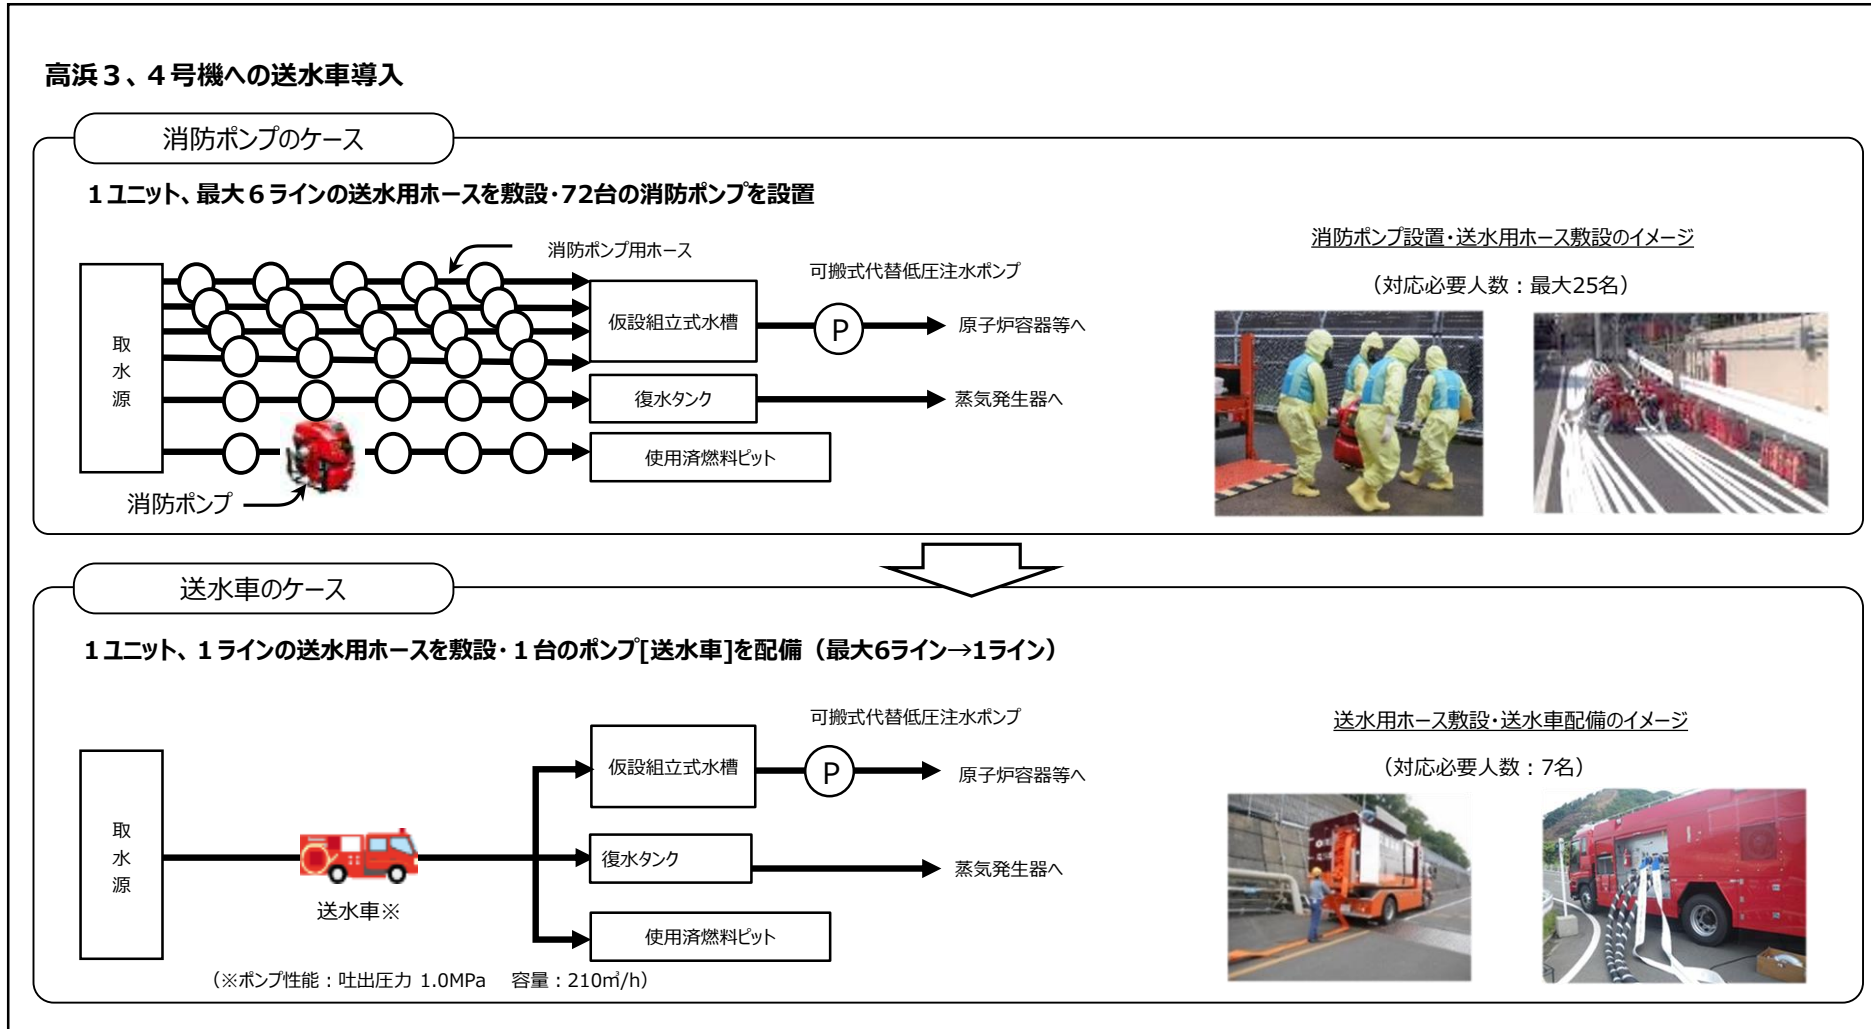 高浜３、４号機への送水車導入
消防ポンプのケース
１ユニット、最大６ラインの送水用ホースを敷設・72台の消防ポンプを設置
消防ポンプ用ホース
可搬式代替低圧注水ポンプ
取
水
源
仮設組立式水槽
P
原子炉容器等へ
復水タンク
蒸気発生器へ
使用済燃料ピット
消防ポンプ
消防ポンプ設置・送水用ホース敷設のイメージ
（対応必要人数：最大25名）
送水車のケース
１ユニット、１ラインの送水用ホースを敷設・１台のポンプ[送水車]を配備（最大6ライン→1ライン）
可搬式代替低圧注水ポンプ
取
水
源
仮設組立式水槽
P
原子炉容器等へ
復水タンク
蒸気発生器へ
送水車※
使用済燃料ピット
（※ポンプ性能：吐出圧力 1.0MPa　容量：210㎥/h）
送水用ホース敷設・送水車配備のイメージ
（対応必要人数：7名）